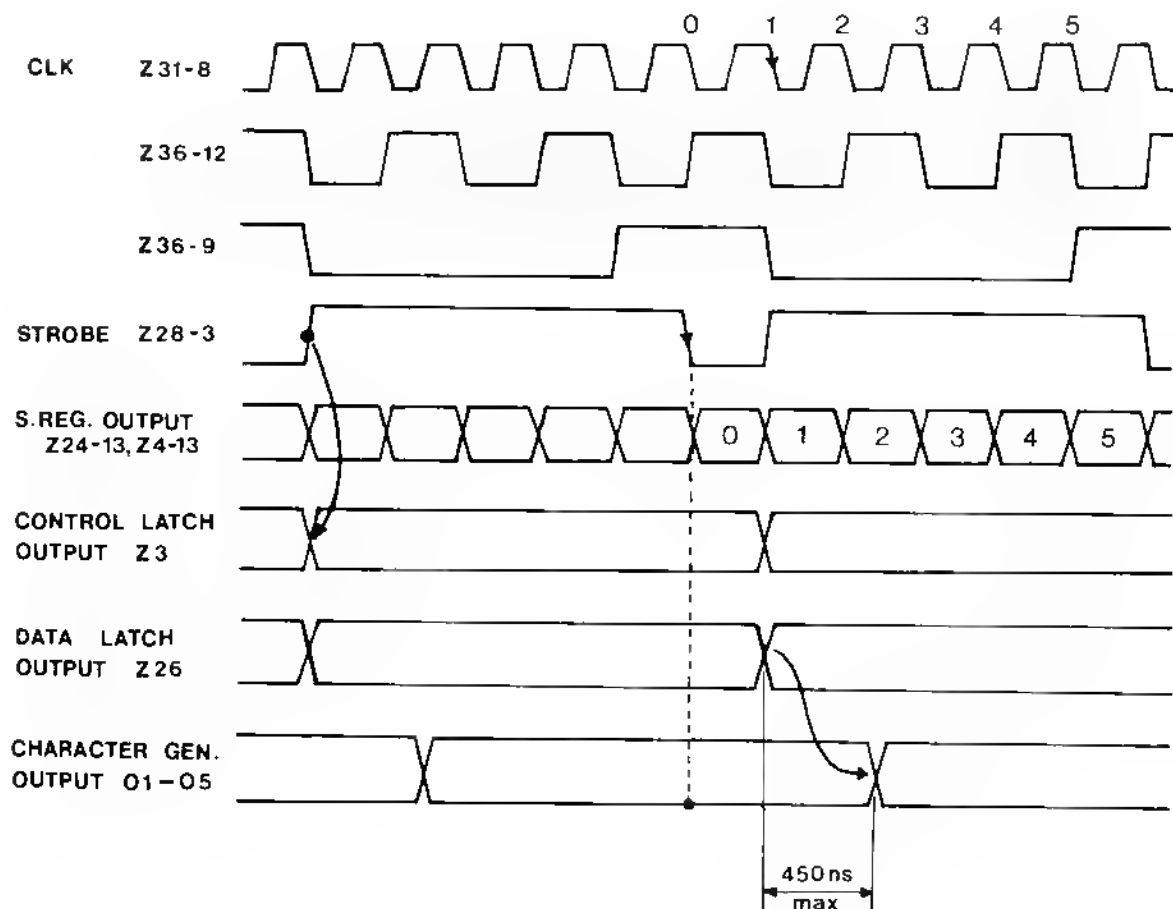 0 1 2 3 4 5
CLK Z31-8
Z36-12
Z36-9
STROBE Z28-3
S.REG. OUTPUT
Z24-13, Z4-13
0 1 2 3 4 5
CONTROL LATCH
OUTPUT Z3
DATA LATCH
OUTPUT Z26
CHARACTER GEN.
OUTPUT O1-O5
450ns
max